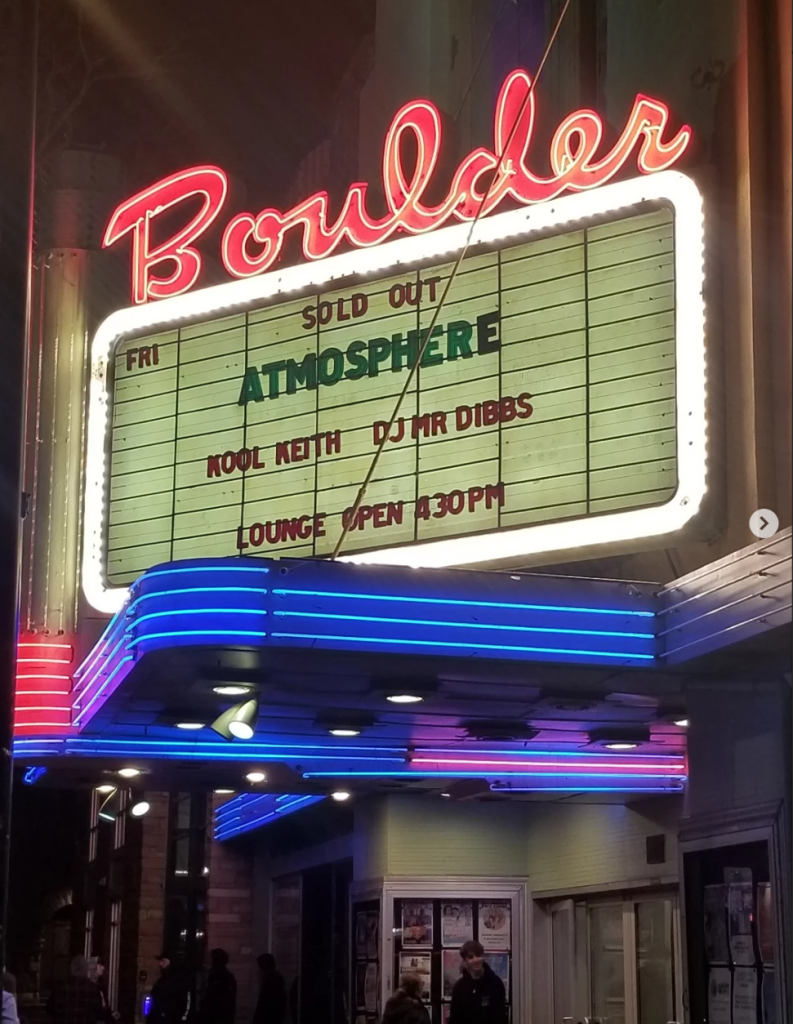 Boulder
SOLD OUT
FRI
ATMOSPHERE
KOOL KEITH DJ MR DIBBS
LOUNGE OPEN 430PM